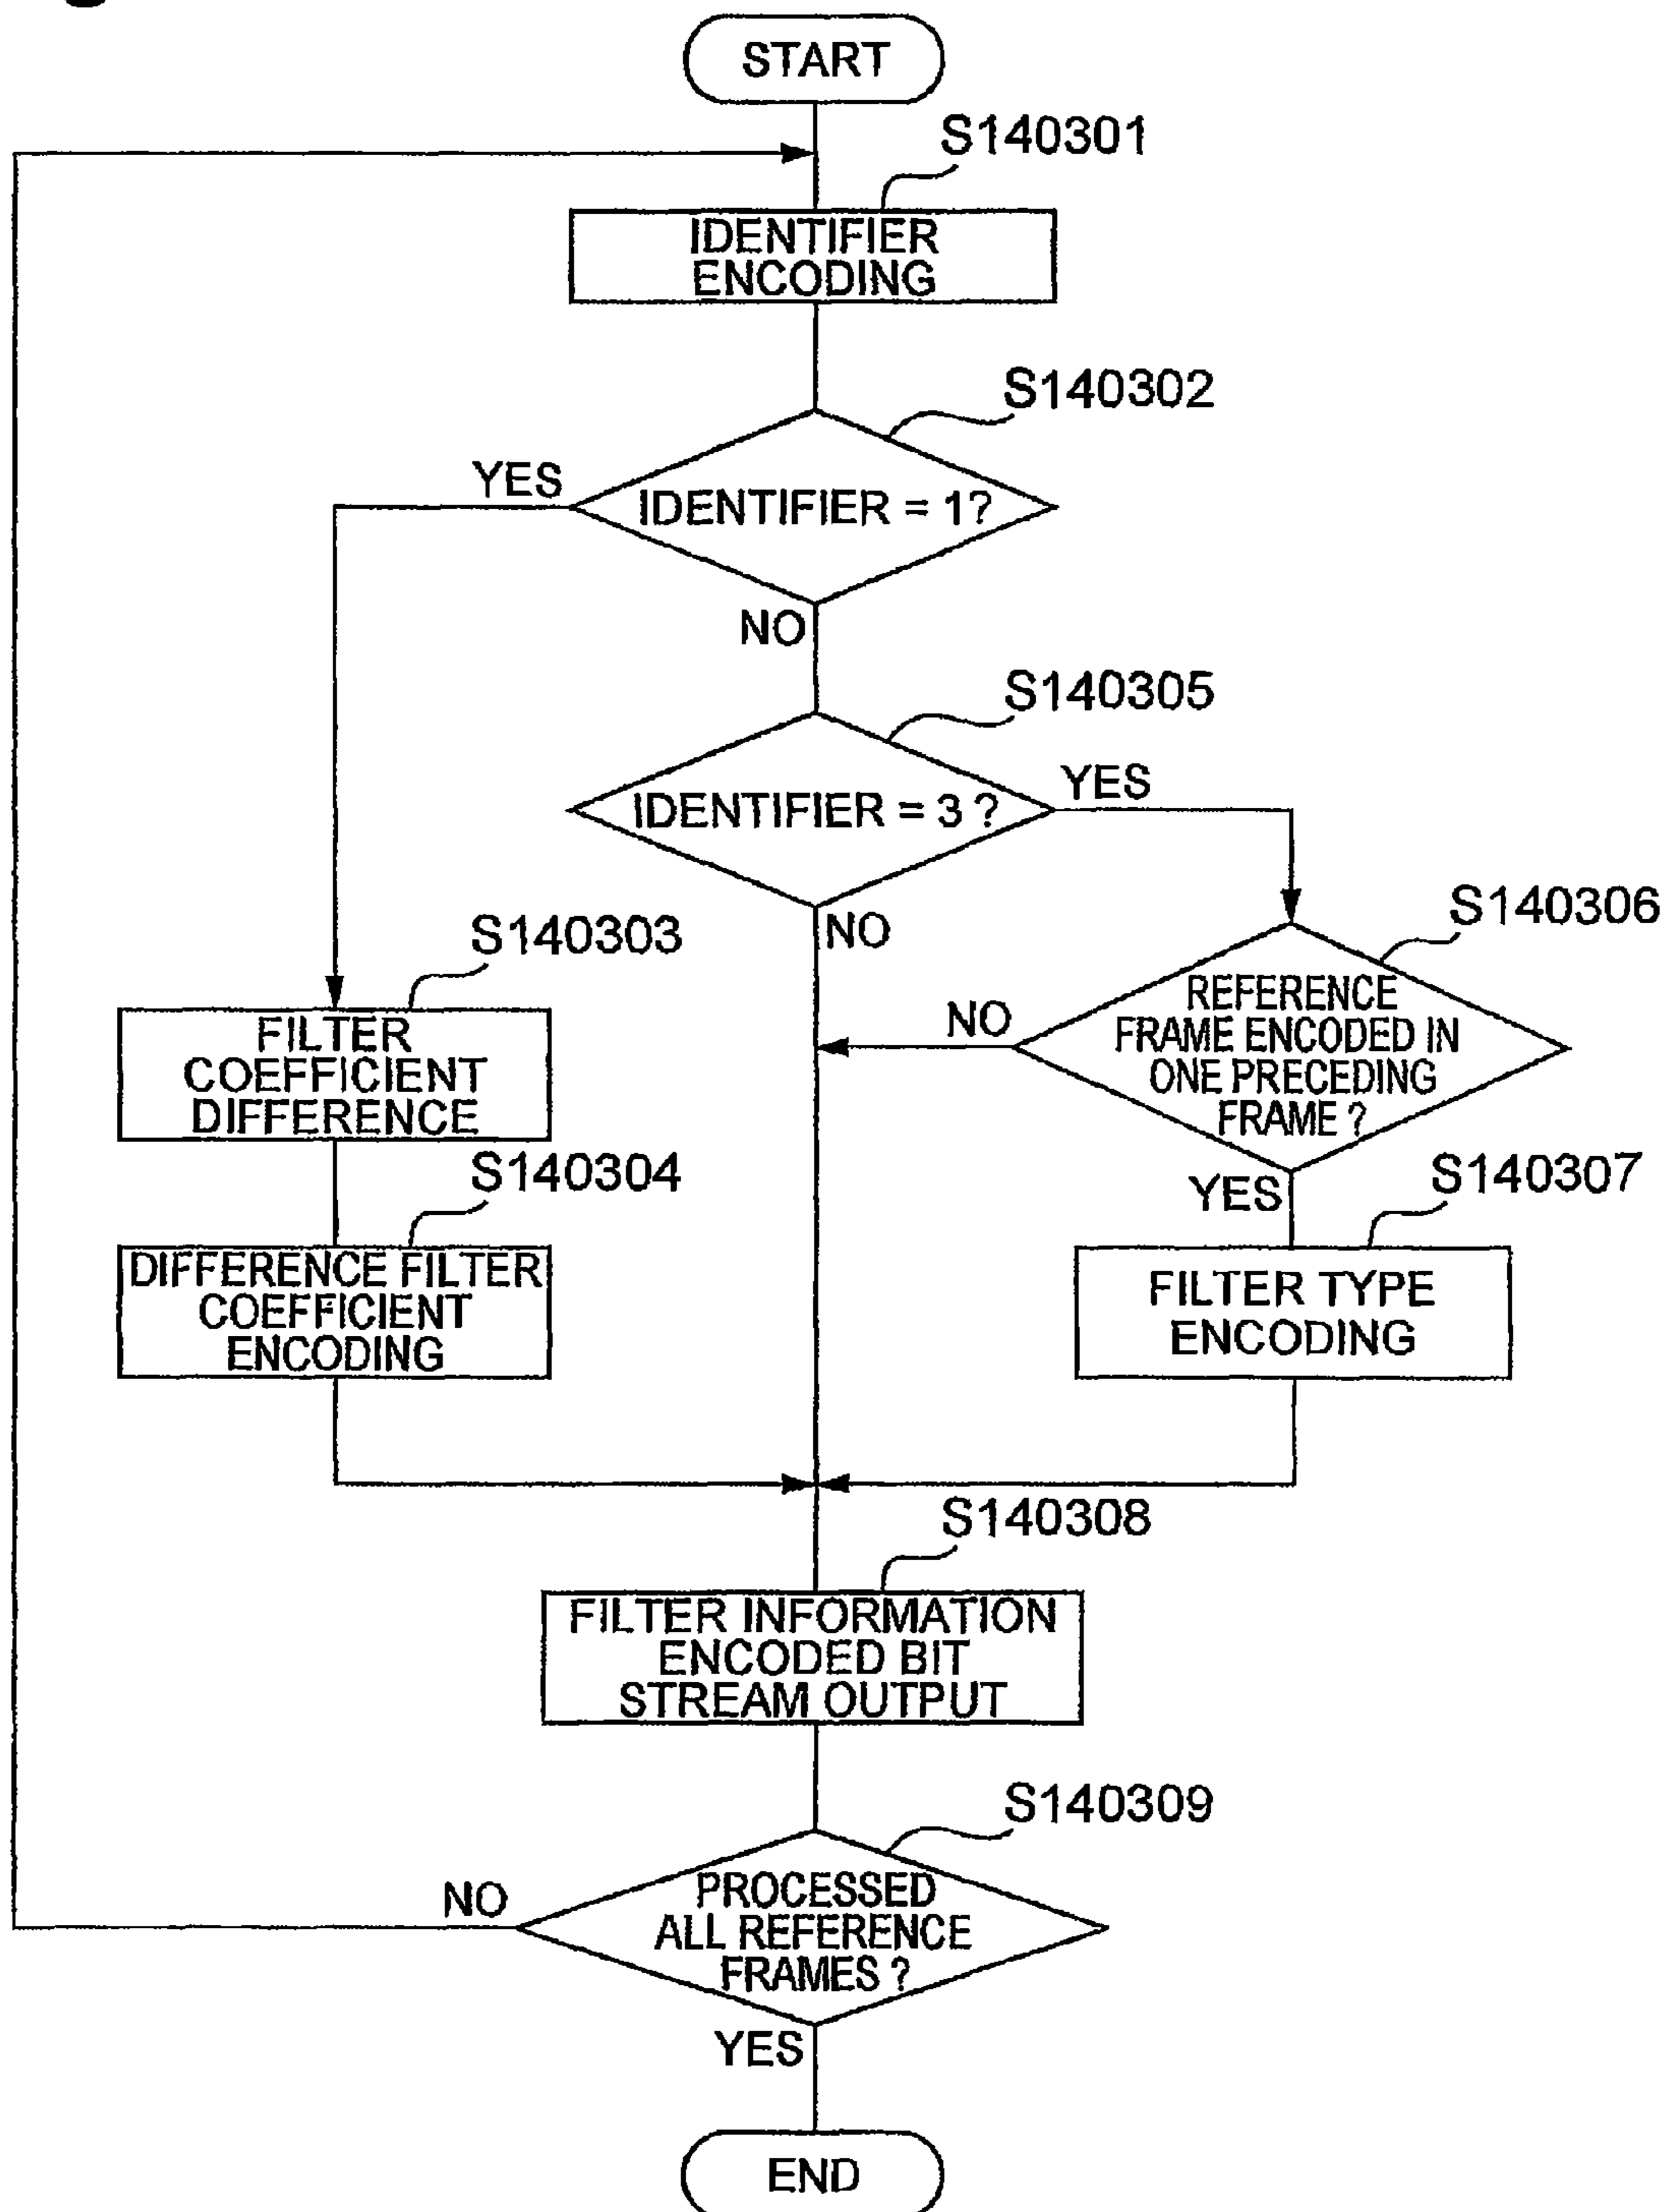 START
S140301
IDENTIFIER
ENCODING
S140302
YES
IDENTIFIER = 1?
NO
S140305
IDENTIFIER = 3 ?
YES
NO
S140306
REFERENCE
FRAME ENCODED IN
ONE PRECEDING
FRAME ?
NO
YES
S140303
FILTER
COEFFICIENT
DIFFERENCE
S140304
DIFFERENCE FILTER
COEFFICIENT
ENCODING
S140307
FILTER TYPE
ENCODING
S140308
FILTER INFORMATION
ENCODED BIT
STREAM OUTPUT
S140309
NO
PROCESSED
ALL REFERENCE
FRAMES ?
YES
END